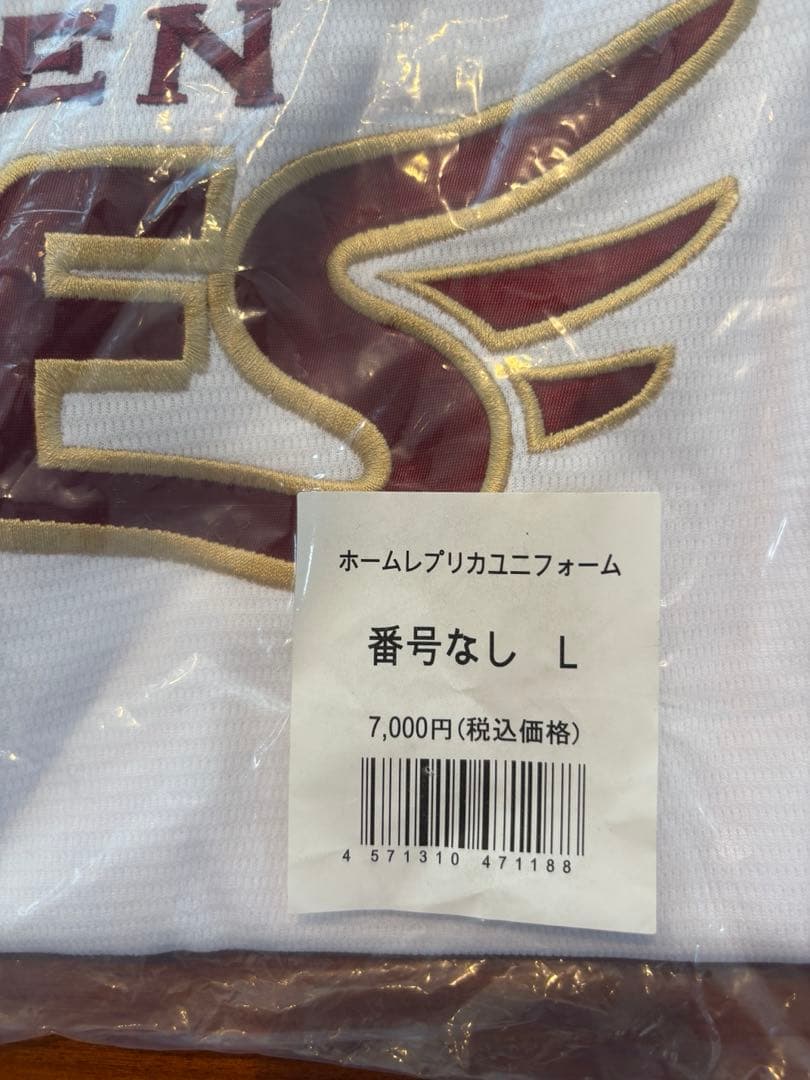 EN
ES
ホームレプリカユニフォーム
番号なし L
7,000円(税込価格)
4 571310 471188